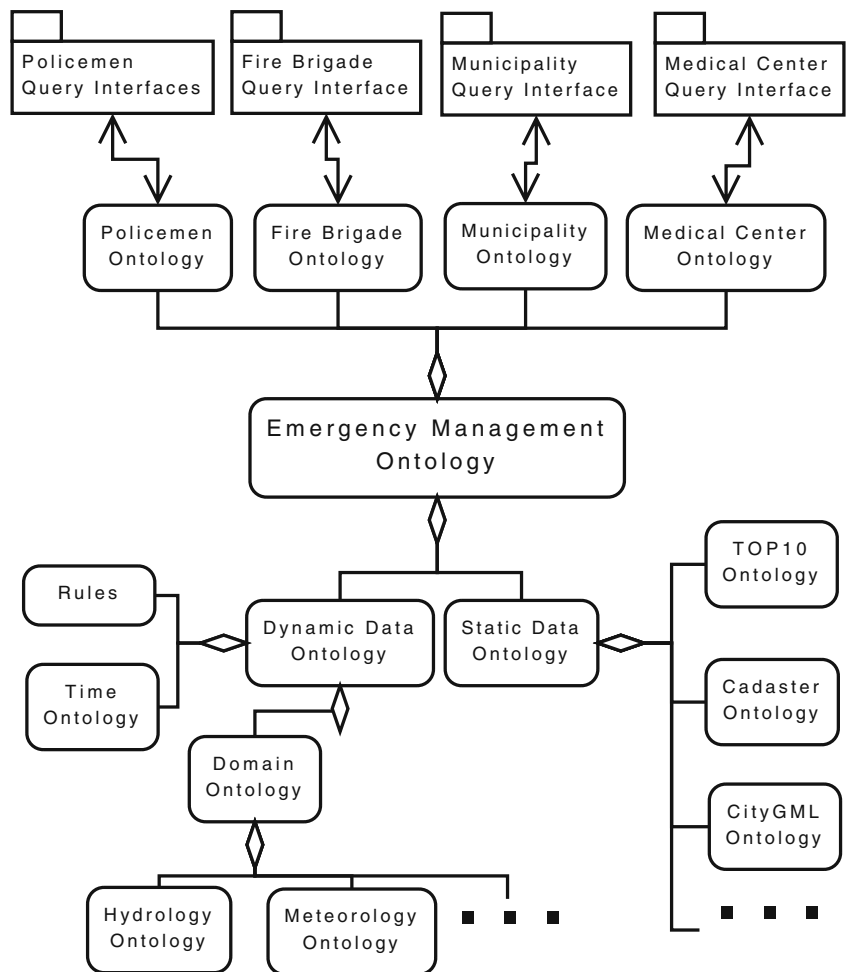 Policemen
Query Interfaces
Fire Brigade
Query Interface
Municipality
Query Interface
Medical Center
Query Interface
Policemen
Ontology
Fire Brigade
Ontology
Municipality
Ontology
Medical Center
Ontology
Emergency Management
Ontology
TOP10
Ontology
Rules
Dynamic Data
Ontology
Static Data
Ontology
Time
Ontology
Cadaster
Ontology
Domain
Ontology
CityGML
Ontology
Hydrology
Ontology
Meteorology
Ontology